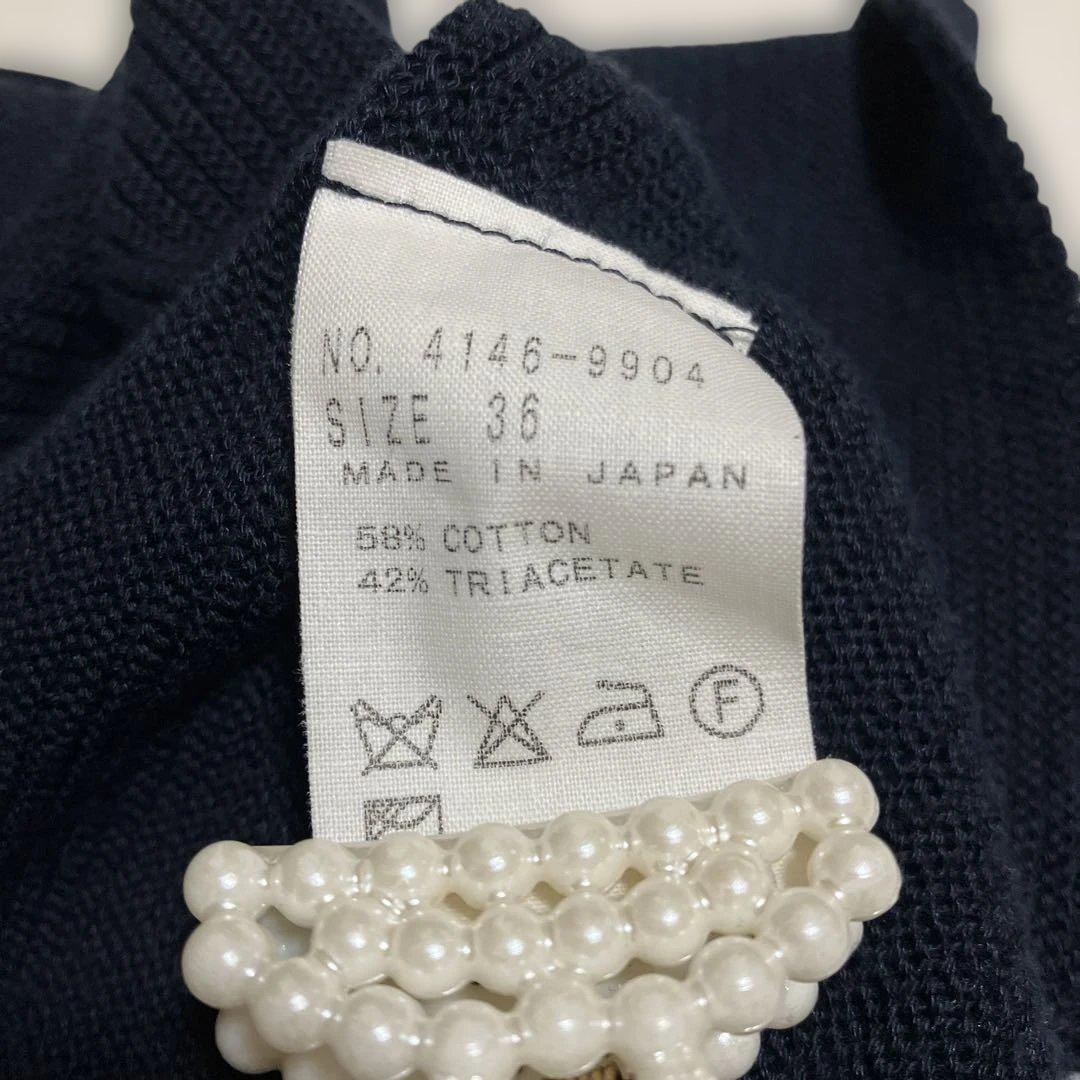 NO. 4146-9904
SIZE 36
MADE IN JAPAN
58% COTTON
42% TRIACETATE
F